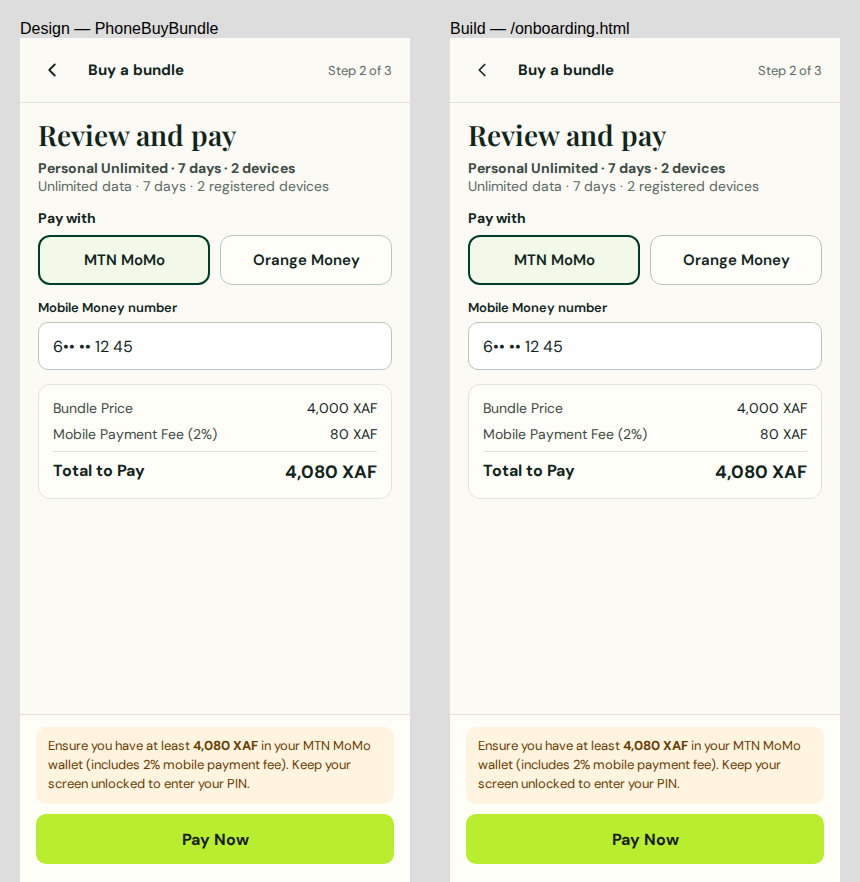 Design — PhoneBuyBundle
Buy a bundle
Step 2 of 3
Review and pay
Personal Unlimited · 7 days · 2 devices
Unlimited data · 7 days · 2 registered devices
Pay with
MTN MoMo
Orange Money
Mobile Money number
6•• •• 12 45
Bundle Price 4,000 XAF
Mobile Payment Fee (2%) 80 XAF
Total to Pay 4,080 XAF
Ensure you have at least 4,080 XAF in your MTN MoMo
wallet (includes 2% mobile payment fee). Keep your
screen unlocked to enter your PIN.
Pay Now
Build — /onboarding.html
Buy a bundle
Step 2 of 3
Review and pay
Personal Unlimited · 7 days · 2 devices
Unlimited data · 7 days · 2 registered devices
Pay with
MTN MoMo
Orange Money
Mobile Money number
6•• •• 12 45
Bundle Price 4,000 XAF
Mobile Payment Fee (2%) 80 XAF
Total to Pay 4,080 XAF
Ensure you have at least 4,080 XAF in your MTN MoMo
wallet (includes 2% mobile payment fee). Keep your
screen unlocked to enter your PIN.
Pay Now